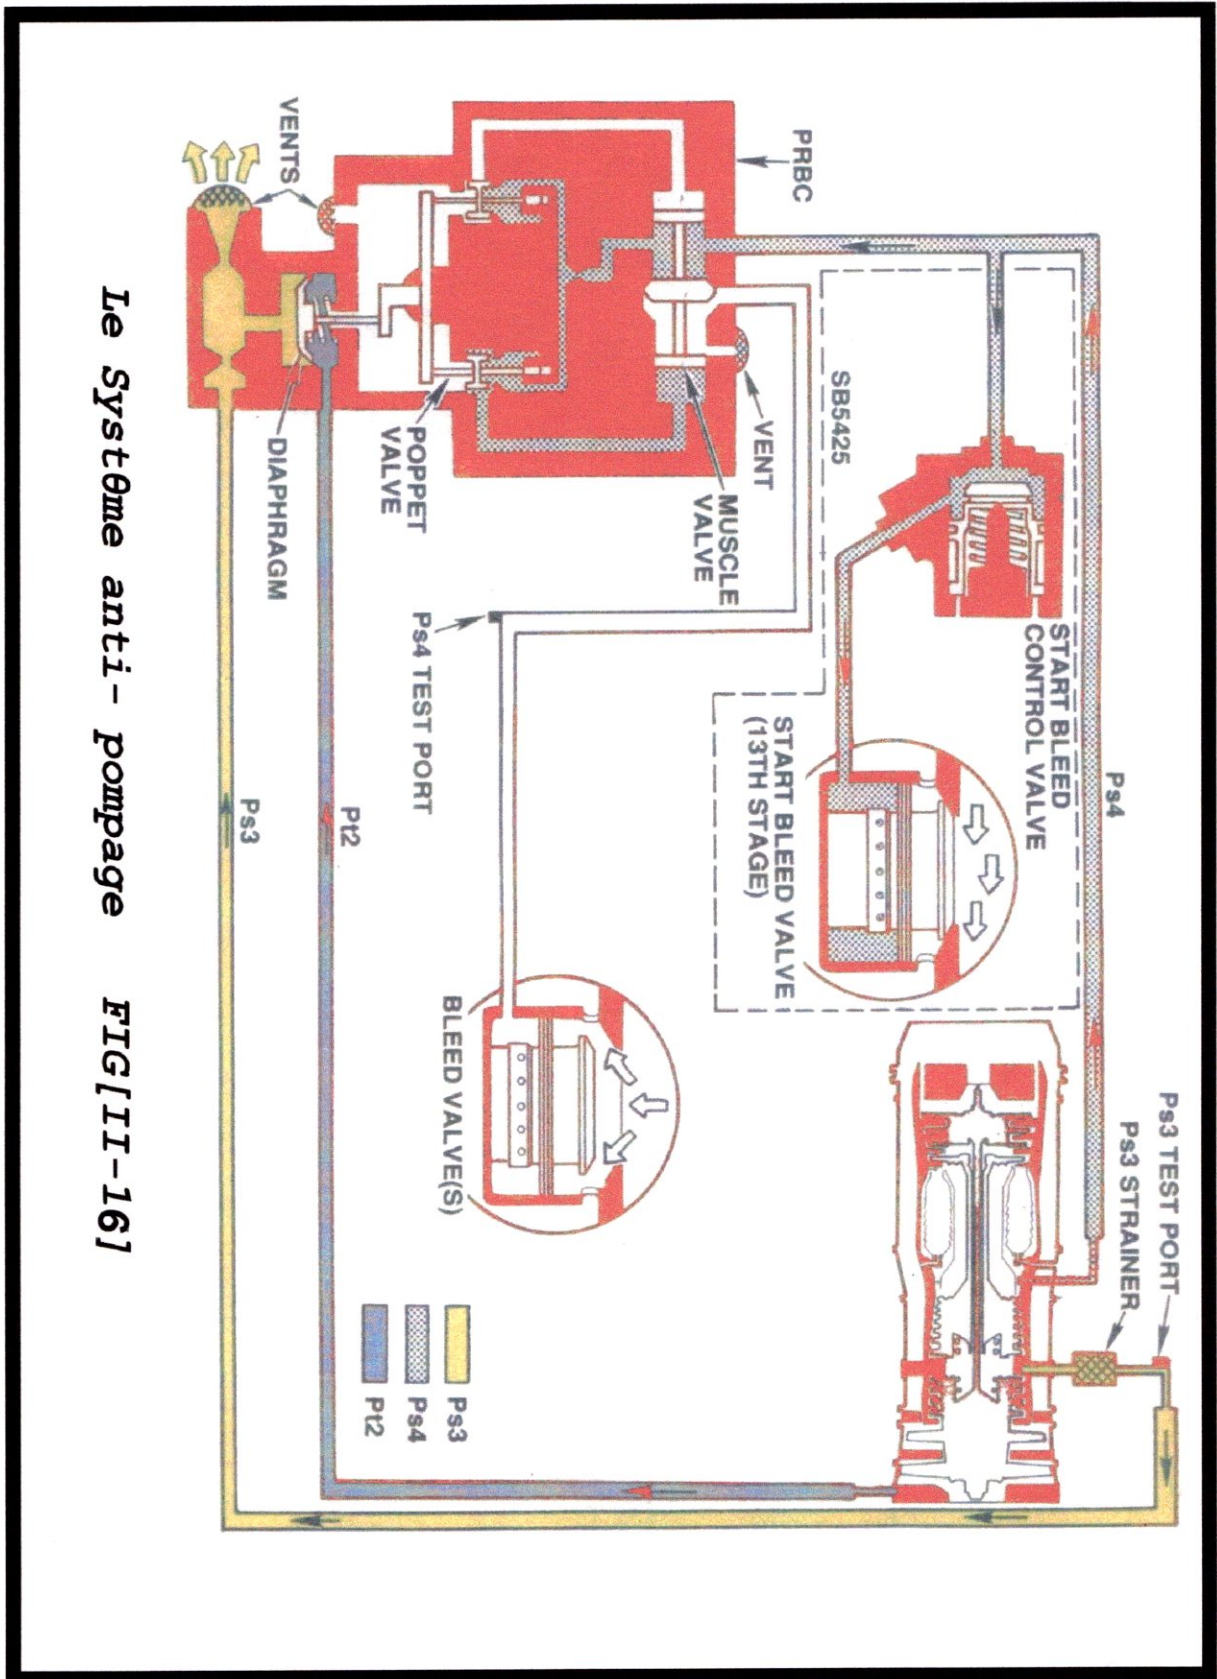 Ps3 TEST PORT
Ps3 STRAINER
Ps4
START BLEED
CONTROL VALVE
START BLEED VALVE
(13TH STAGE)
SB5425
PRBC
VENT
MUSCLE
VALVE
VENTS
POPPET
VALVE
DIAPHRAGM
Ps4 TEST PORT
BLEED VALVE(S)
Pt2
Ps3
Ps3
Ps4
Pt2
Le Systθme anti- pompage FIG[II-16]